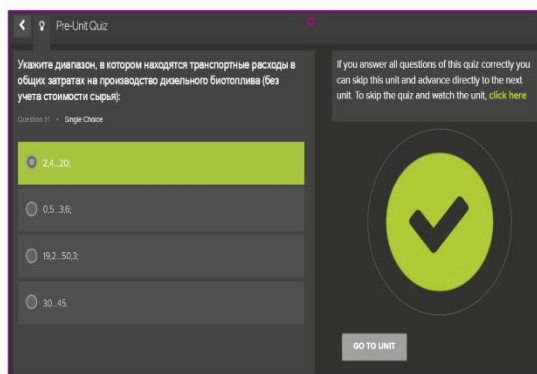 Pre-Unit Quiz
Укажите диапазон, в котором находятся транспортные расходы в
общих затратах на производство дизельного биотоплива (без
учета стоимости сырья):
Question 1/1 • Single Choice
2,4...20;
0,5...3,6;
19,2...50,3;
30...45.
If you answer all questions of this quiz correctly you
can skip this unit and advance directly to the next
unit. To skip the quiz and watch the unit, click here
GO TO UNIT